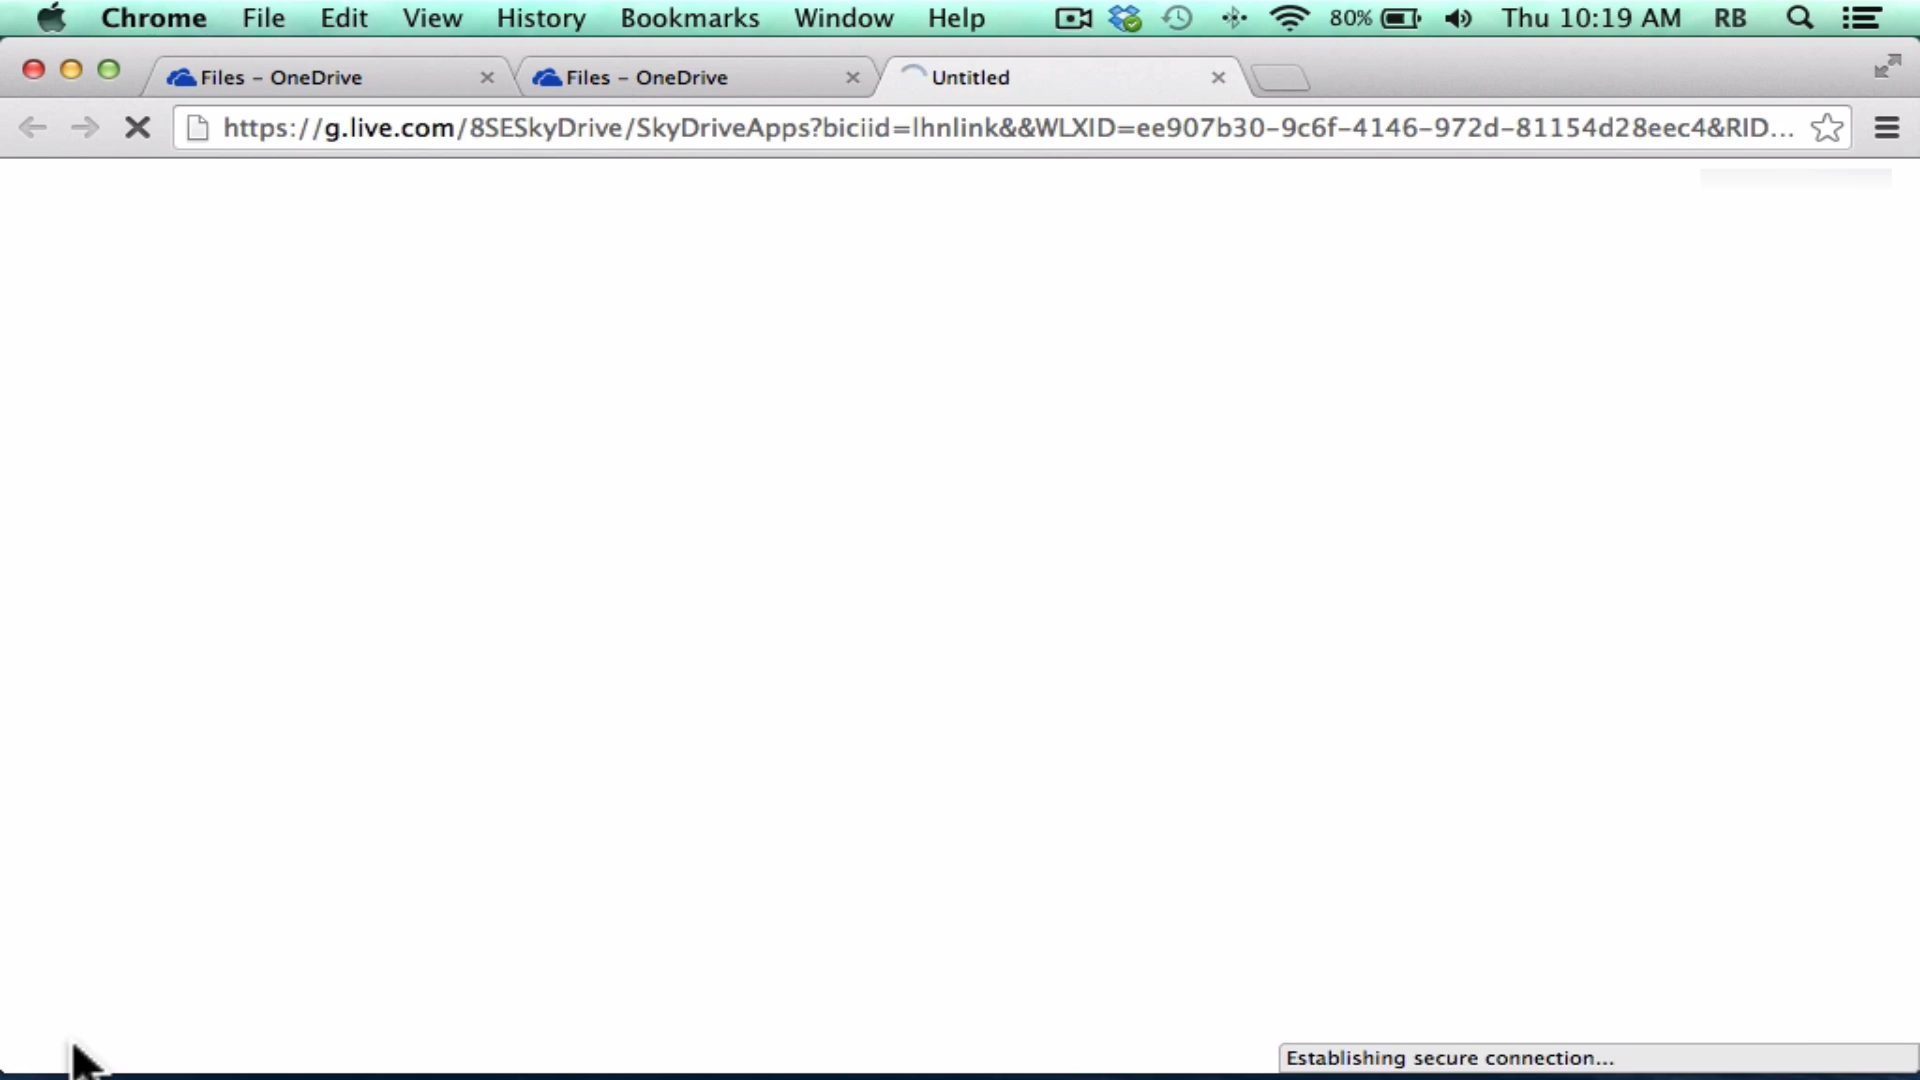 Chrome File Edit View History Bookmarks Window Help 80% Thu 10:19 AM RB
Files - OneDrive Files - OneDrive Untitled
https://g.live.com/8SESkyDrive/SkyDriveApps?biciid=lhnlink&&WLXID=ee907b30-9c6f-4146-972d-81154d28eec4&RID...
Establishing secure connection...